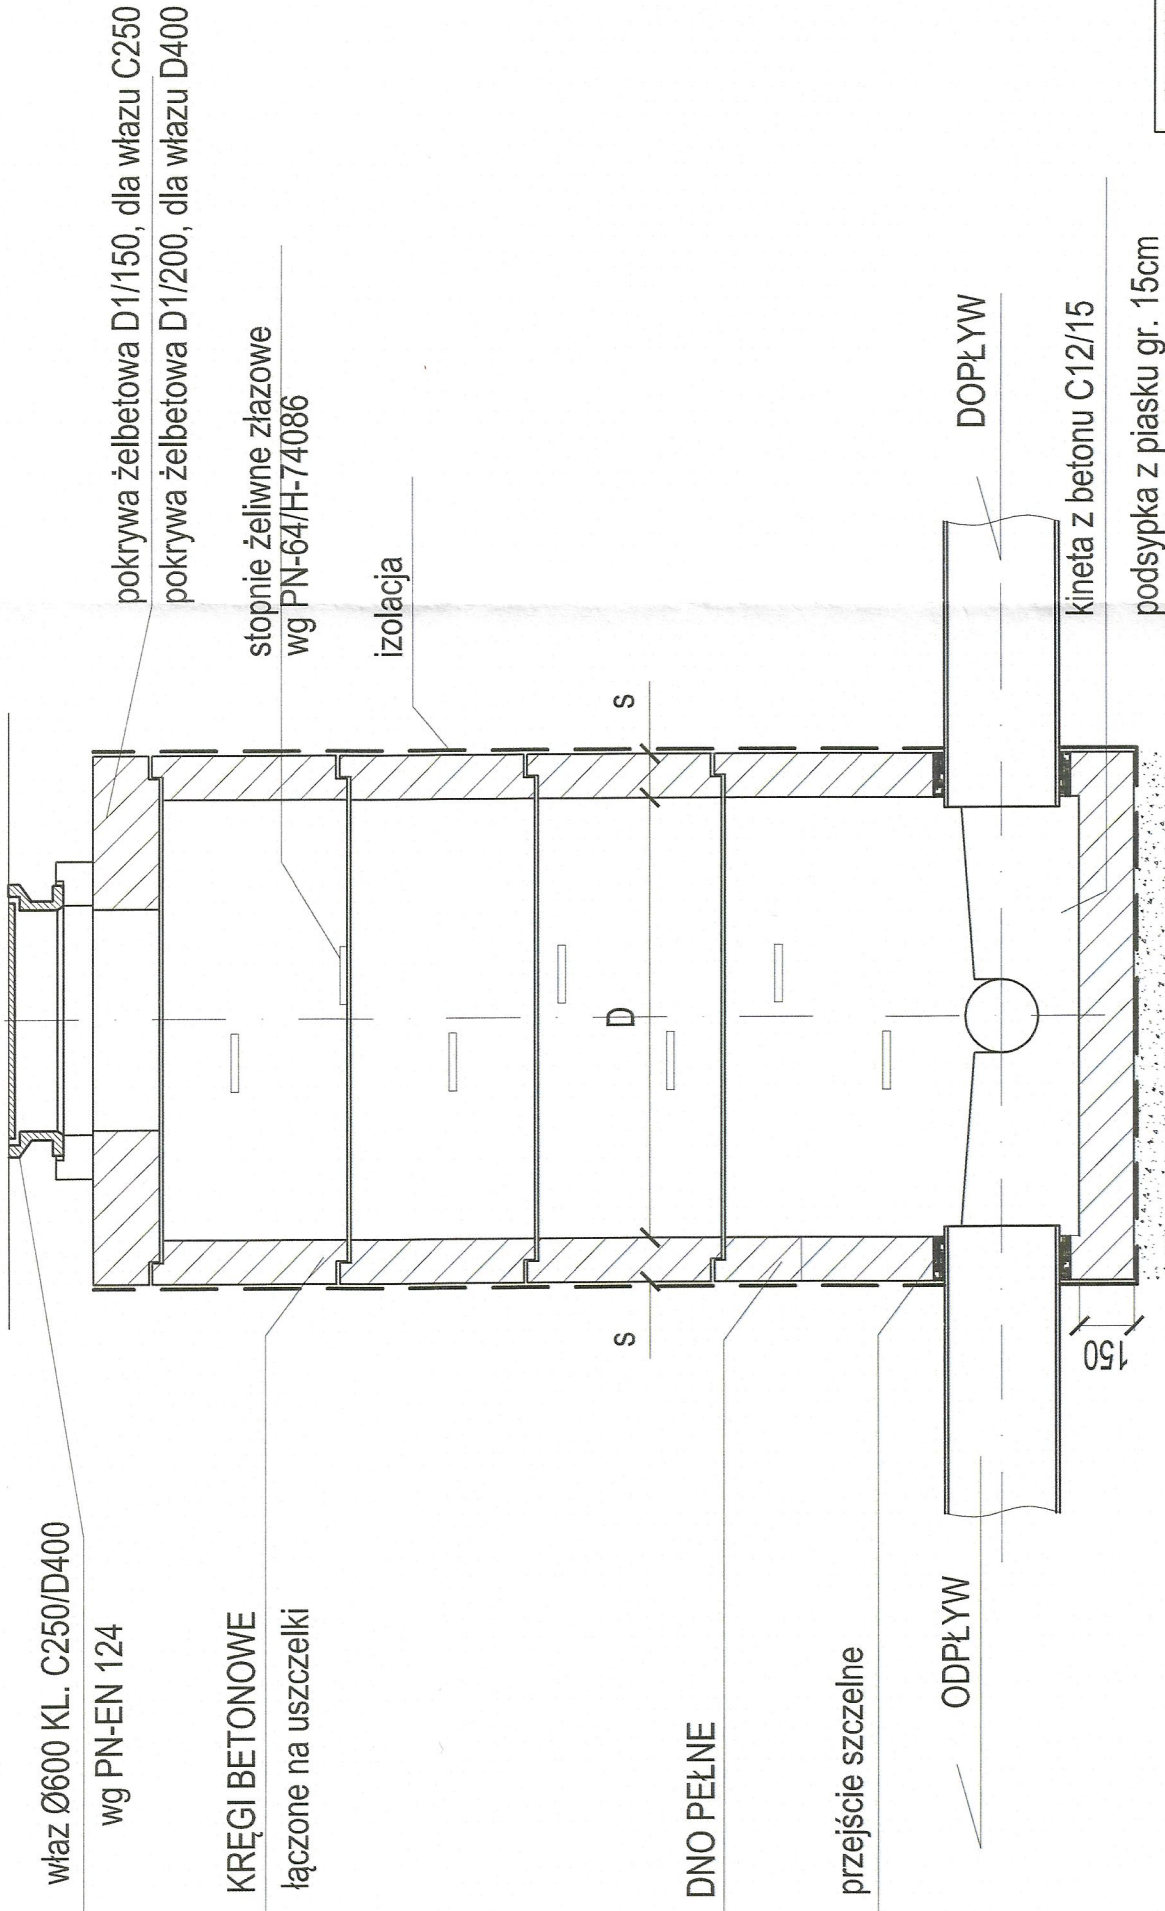 właz Ø600 KL. C250/D400
wg PN-EN 124
KRĘGI BETONOWE
łączone na uszczelki
DNO PEŁNE
przejście szczelne
ODPŁYW
pokrywa żelbetowa D1/150, dla włazu C250
pokrywa żelbetowa D1/200, dla włazu D400
stopnie żeliwne złazowe
wg PN-64/H-74086
izolacja
s
D
s
150
DOPŁYW
kineta z betonu C12/15
podsypka z piasku gr. 15cm